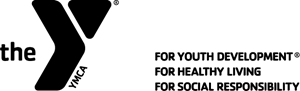 the Y®
YMCA
FOR YOUTH DEVELOPMENT®
FOR HEALTHY LIVING
FOR SOCIAL RESPONSIBILITY